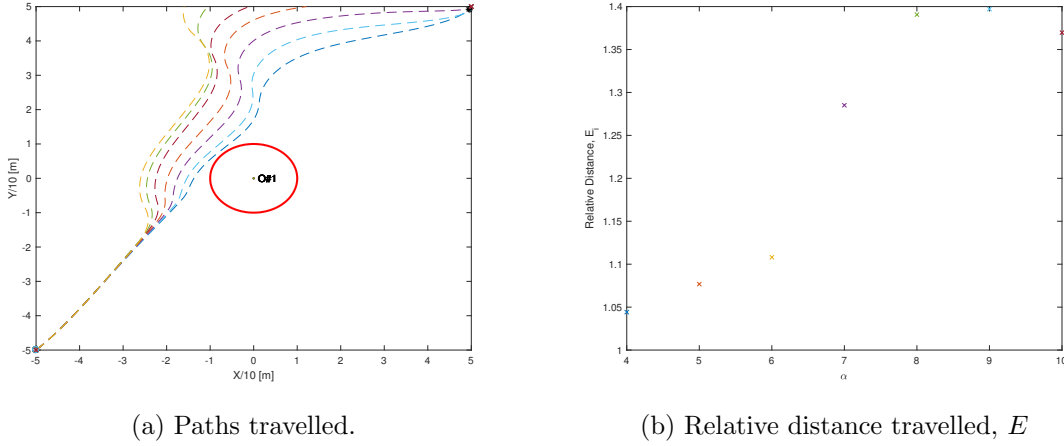 5
4
3
2
1
0
-1
-2
-3
-4
-5
Y/10 [m]
O#1
-5 -4 -3 -2 -1 0 1 2 3 4 5
X/10 [m]
(a) Paths travelled.
1.4
1.35
1.3
1.25
1.2
1.15
1.1
1.05
1
Relative Distance, E_i
4 5 6 7 8 9 10
α
(b) Relative distance travelled, E